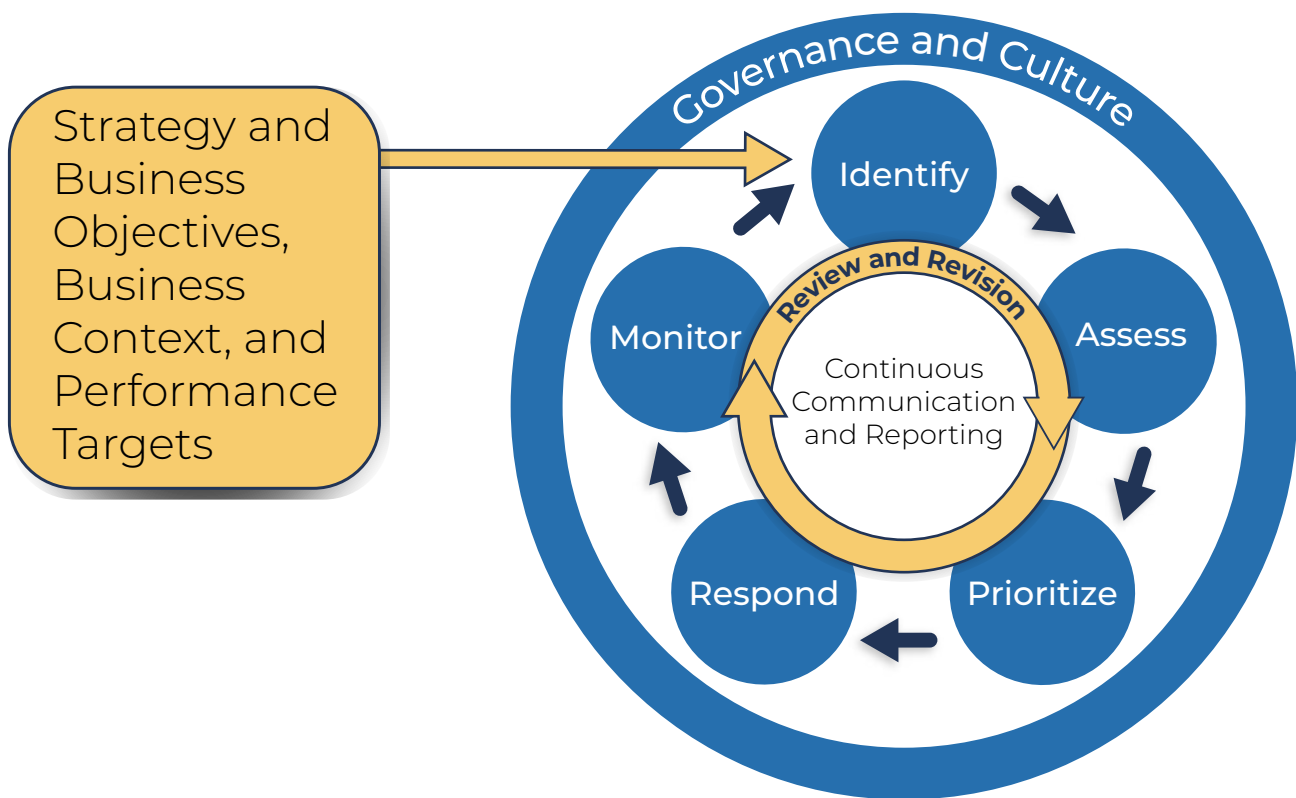 Strategy and
Business
Objectives,
Business
Context, and
Performance
Targets
Governance and Culture
Identify
Assess
Prioritize
Respond
Monitor
Review and Revision
Continuous
Communication
and Reporting